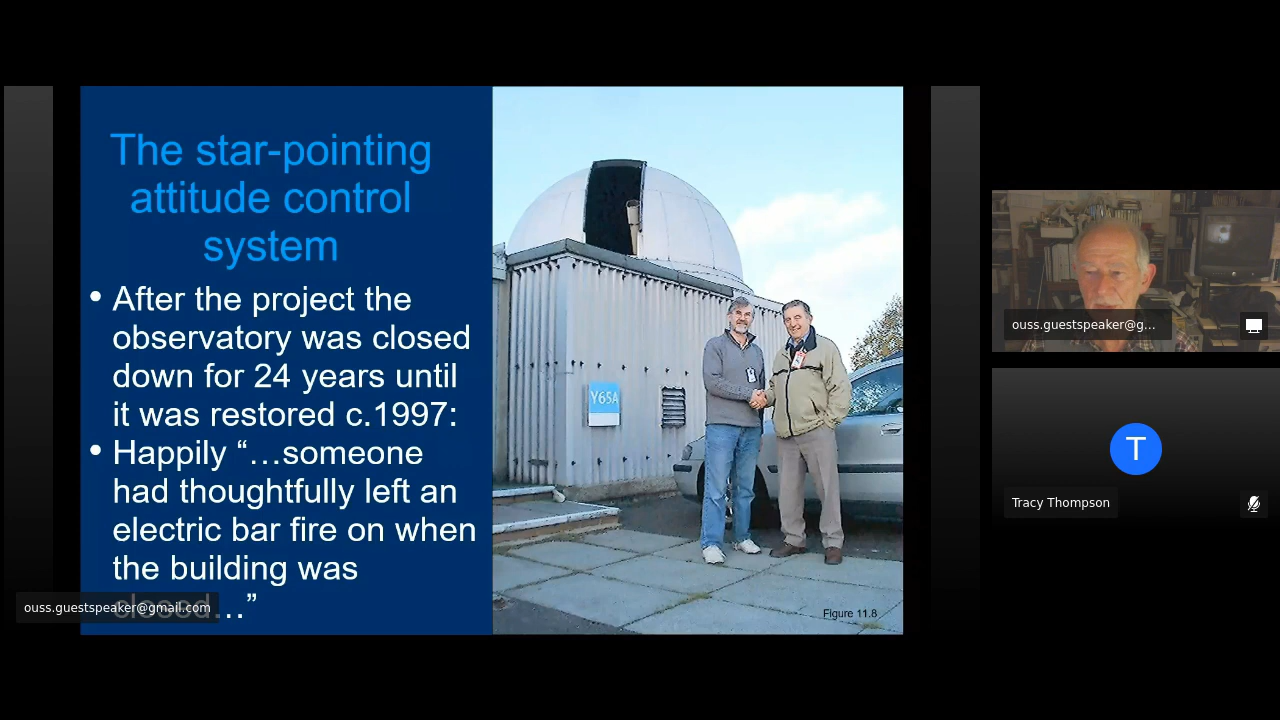 The star-pointing
attitude control
system
• After the project the
observatory was closed
down for 24 years until
it was restored c.1997:
• Happily “…someone
had thoughtfully left an
electric bar fire on when
the building was
closed…”
ouss.guestspeaker@gmail.com
Y65A
Figure 11.8
ouss.guestspeaker@g...
T
Tracy Thompson